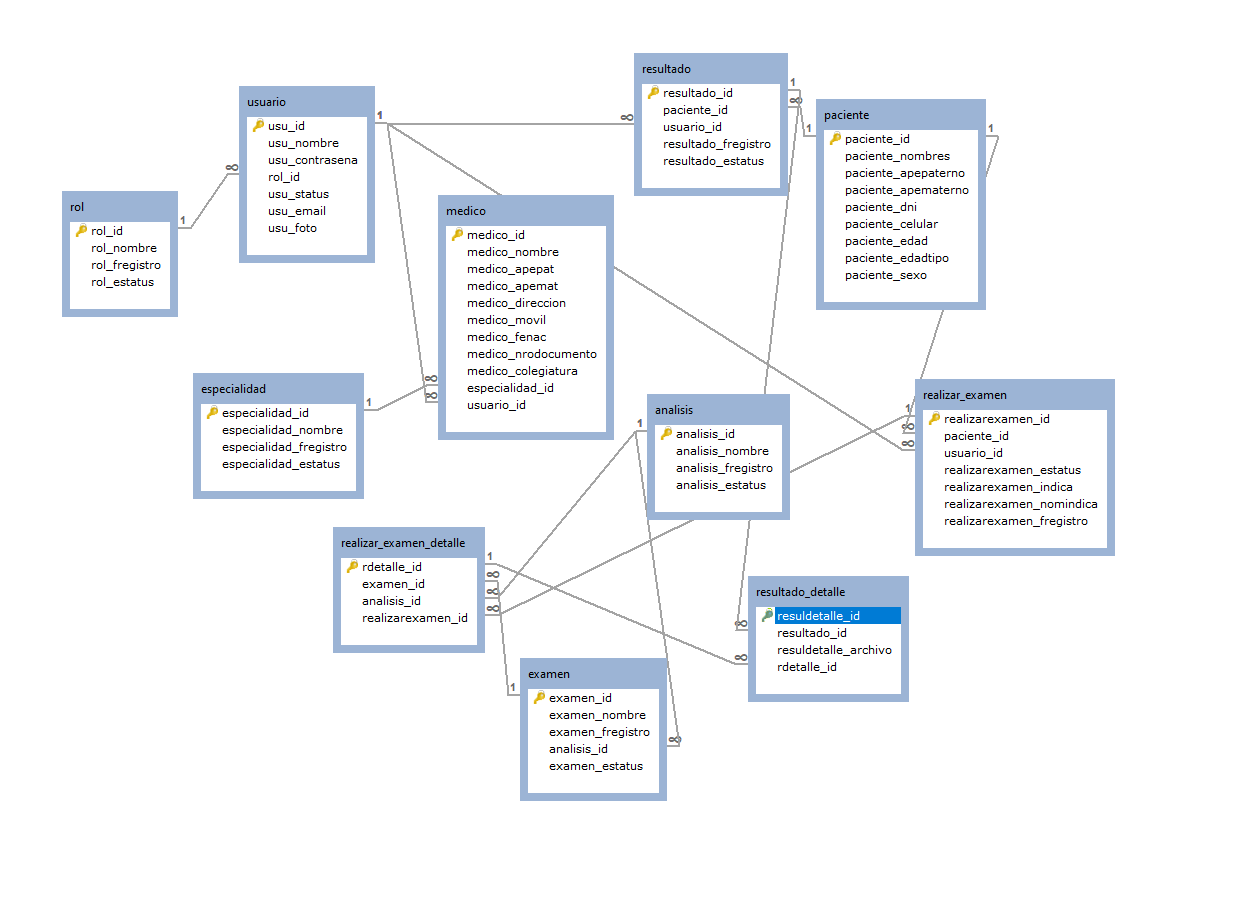 resultado
resultado_id
paciente_id
usuario_id
resultado_fregistro
resultado_estatus
usuario
usu_id
usu_nombre
usu_contrasena
rol_id
usu_status
usu_email
usu_foto
paciente
paciente_id
paciente_nombres
paciente_apepaterno
paciente_apematerno
paciente_dni
paciente_celular
paciente_edad
paciente_edadtipo
paciente_sexo
rol
rol_id
rol_nombre
rol_fregistro
rol_estatus
medico
medico_id
medico_nombre
medico_apepat
medico_apemat
medico_direccion
medico_movil
medico_fenac
medico_nrodocumento
medico_colegiatura
especialidad_id
usuario_id
especialidad
especialidad_id
especialidad_nombre
especialidad_fregistro
especialidad_estatus
analisis
analisis_id
analisis_nombre
analisis_fregistro
analisis_estatus
realizar_examen
realizarexamen_id
paciente_id
usuario_id
realizarexamen_estatus
realizarexamen_indica
realizarexamen_nomindica
realizarexamen_fregistro
realizar_examen_detalle
rdetalle_id
examen_id
analisis_id
realizarexamen_id
resultado_detalle
resuldetalle_id
resultado_id
resuldetalle_archivo
rdetalle_id
examen
examen_id
examen_nombre
examen_fregistro
analisis_id
examen_estatus
1
∞
1
∞
1
∞
1
1
∞
∞
1
1
1
∞
∞
1
∞
∞
∞
1
∞
∞
∞